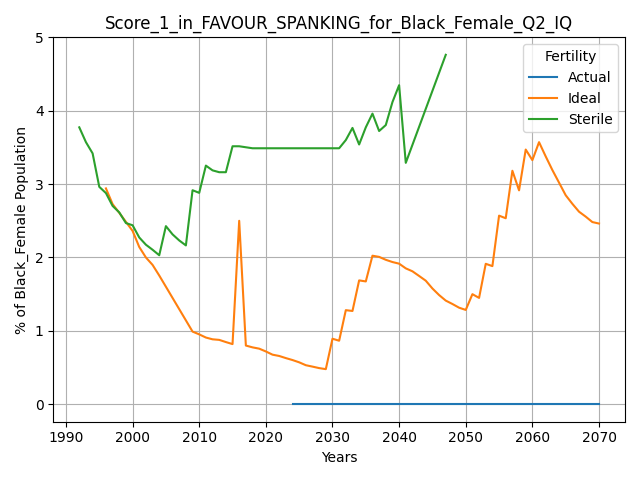 Score_1_in_FAVOUR_SPANKING_for_Black_Female_Q2_IQ
% of Black_Female Population
5
4
3
2
1
0
Fertility
Actual
Ideal
Sterile
1990 2000 2010 2020 2030 2040 2050 2060 2070
Years